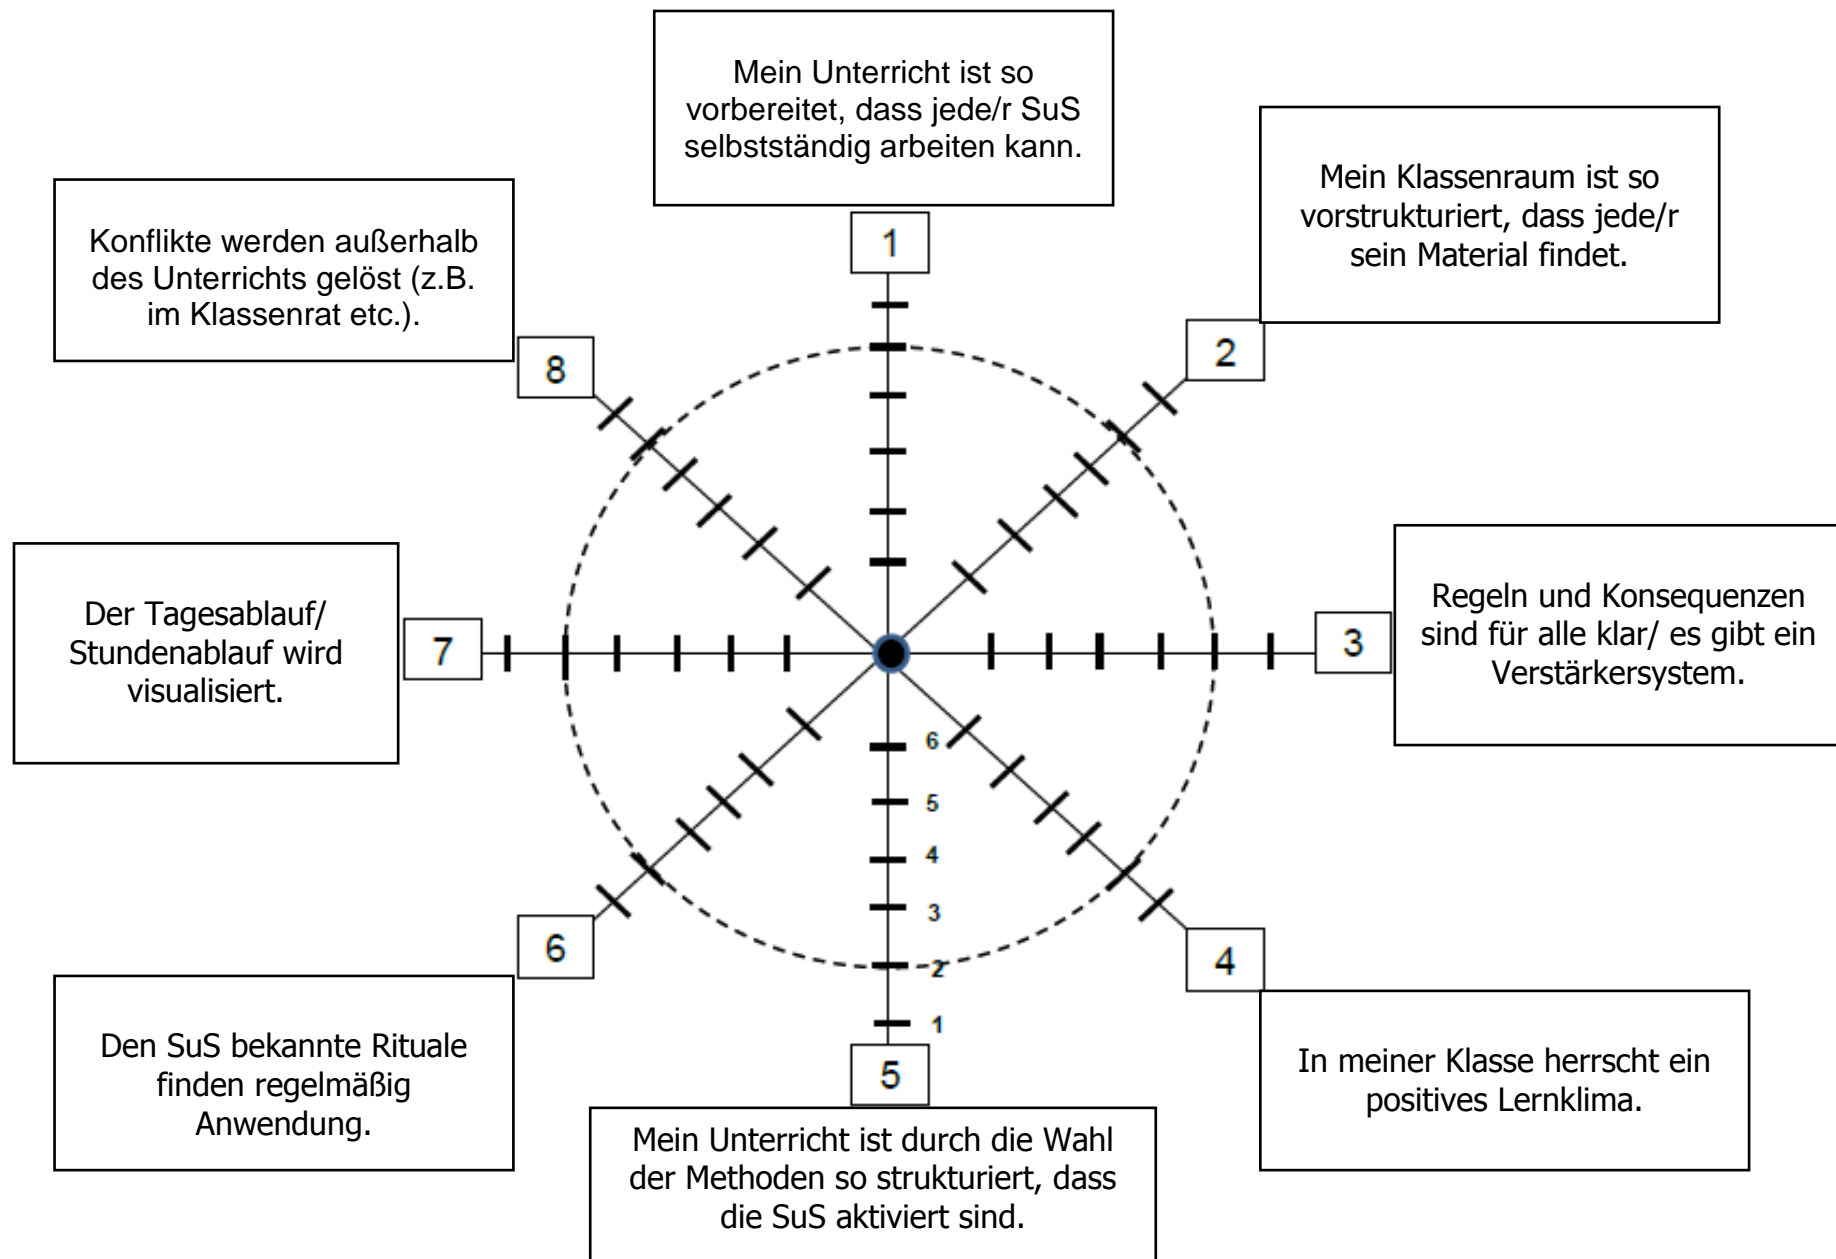 Mein Unterricht ist so
vorbereitet, dass jede/r SuS
selbstständig arbeiten kann.
1
Mein Klassenraum ist so
vorstrukturiert, dass jede/r
sein Material findet.
2
Regeln und Konsequenzen
sind für alle klar/ es gibt ein
Verstärkersystem.
3
In meiner Klasse herrscht ein
positives Lernklima.
4
6
5
4
3
2
1
5
Mein Unterricht ist durch die Wahl
der Methoden so strukturiert, dass
die SuS aktiviert sind.
6
Den SuS bekannte Rituale
finden regelmäßig
Anwendung.
7
Der Tagesablauf/
Stundenablauf wird
visualisiert.
8
Konflikte werden außerhalb
des Unterrichts gelöst (z.B.
im Klassenrat etc.).